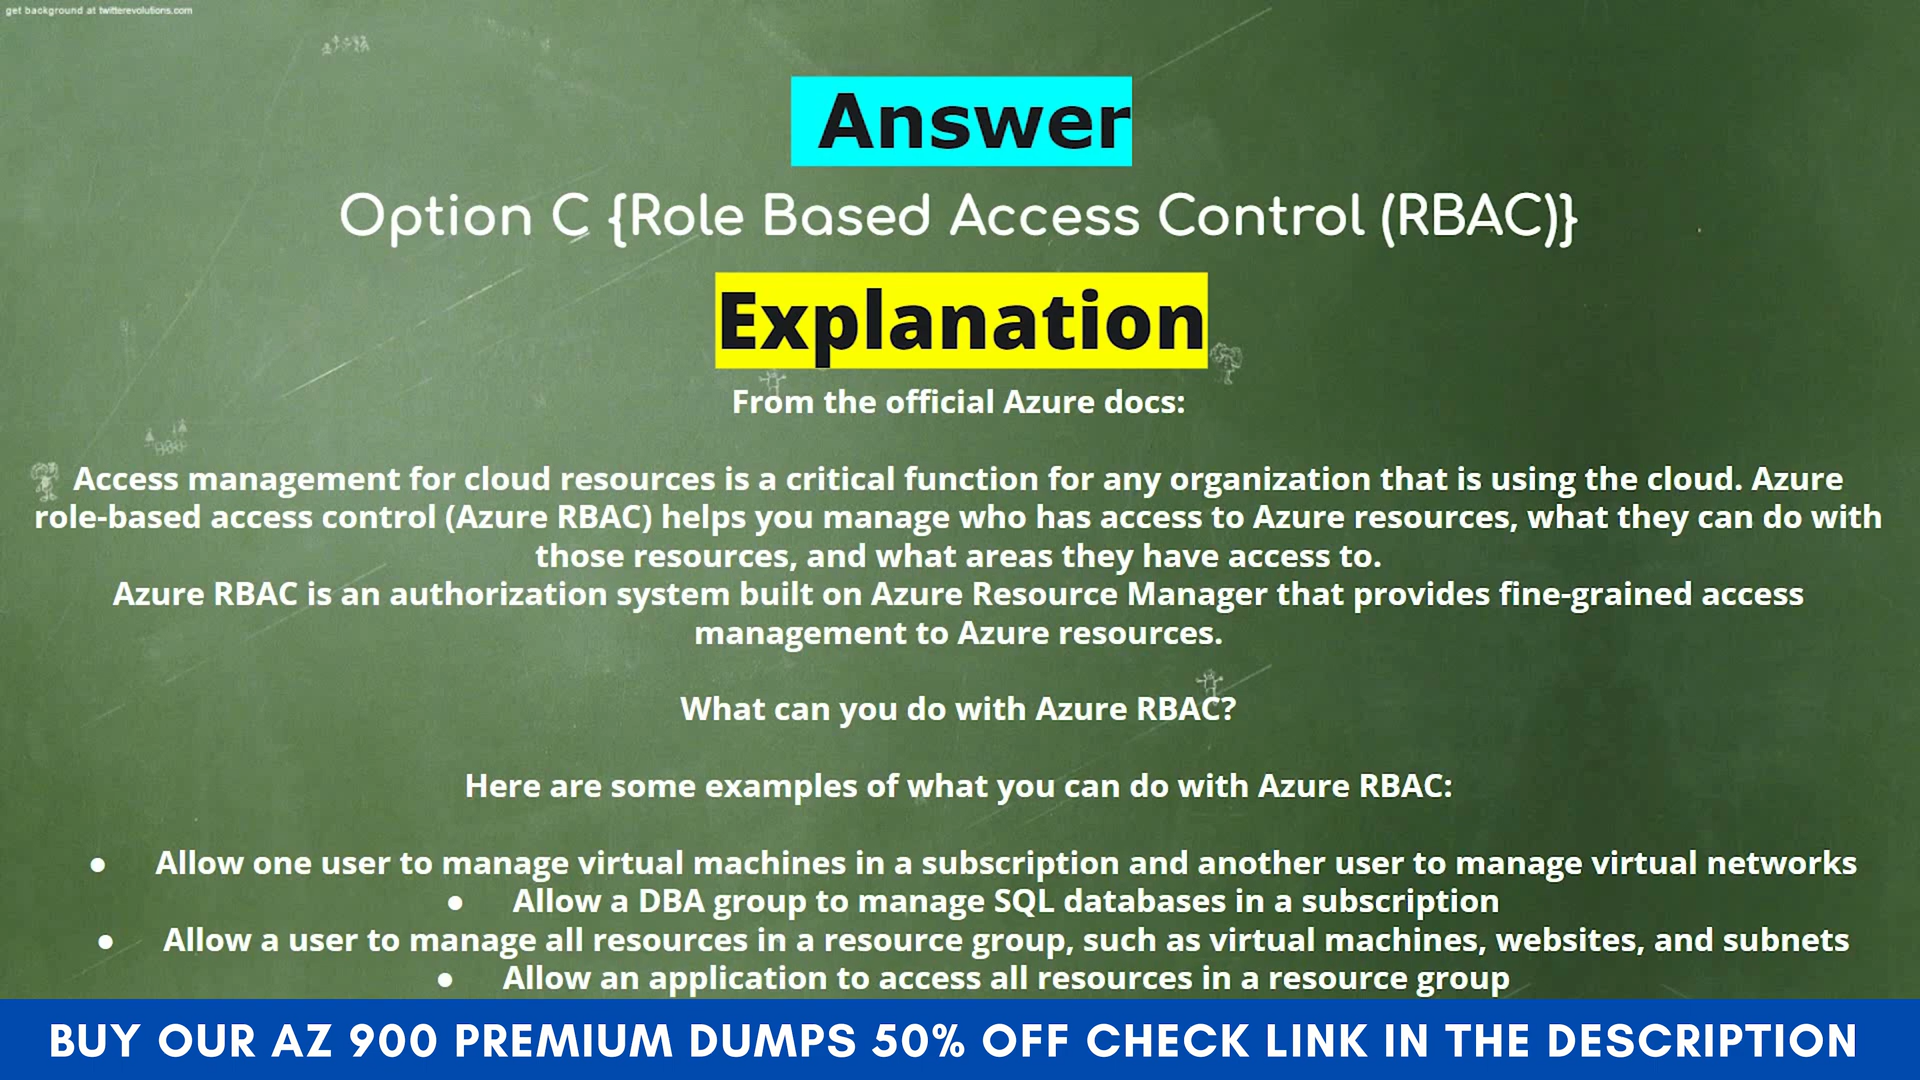 get background at twitterevolutions.com
Answer
Option C {Role Based Access Control (RBAC)}
Explanation
From the official Azure docs:
Access management for cloud resources is a critical function for any organization that is using the cloud. Azure
role-based access control (Azure RBAC) helps you manage who has access to Azure resources, what they can do with
those resources, and what areas they have access to.
Azure RBAC is an authorization system built on Azure Resource Manager that provides fine-grained access
management to Azure resources.
What can you do with Azure RBAC?
Here are some examples of what you can do with Azure RBAC:
● Allow one user to manage virtual machines in a subscription and another user to manage virtual networks
● Allow a DBA group to manage SQL databases in a subscription
● Allow a user to manage all resources in a resource group, such as virtual machines, websites, and subnets
● Allow an application to access all resources in a resource group
BUY OUR AZ 900 PREMIUM DUMPS 50% OFF CHECK LINK IN THE DESCRIPTION